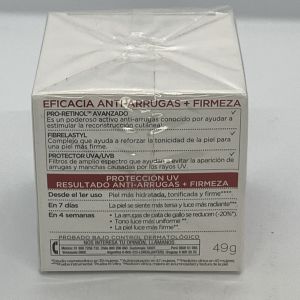 EFICACIA ANTI-ARRUGAS + FIRMEZA
PRO-RETINOL™ AVANZADO
Es un poderoso activo anti-arrugas conocido por ayudar a
estimular la reconstrucción cutánea.
FIBRELASTYL
Complejo que ayuda a reforzar la tonicidad de la piel para
una piel más firme.
PROTECTOR UVA/UVB
Filtros de amplio espectro que ayudan a evitar la aparición
de arrugas y manchas causadas por los rayos UV.
PROTECCIÓN UV
RESULTADO ANTI-ARRUGAS + FIRMEZA
Desde el 1er uso Piel más hidratada, tonificada y firme
En 7 días La piel se siente más tersa y luce más radiante
En 4 semanas • La arrugas de pata de gallo se reducen (-20%*).
• Tono luce más uniforme
• La piel luce más firme
PROBADO BAJO CONTROL DERMATOLÓGICO
NOS INTERESA TU OPINIÓN, LLÁMANOS
49g